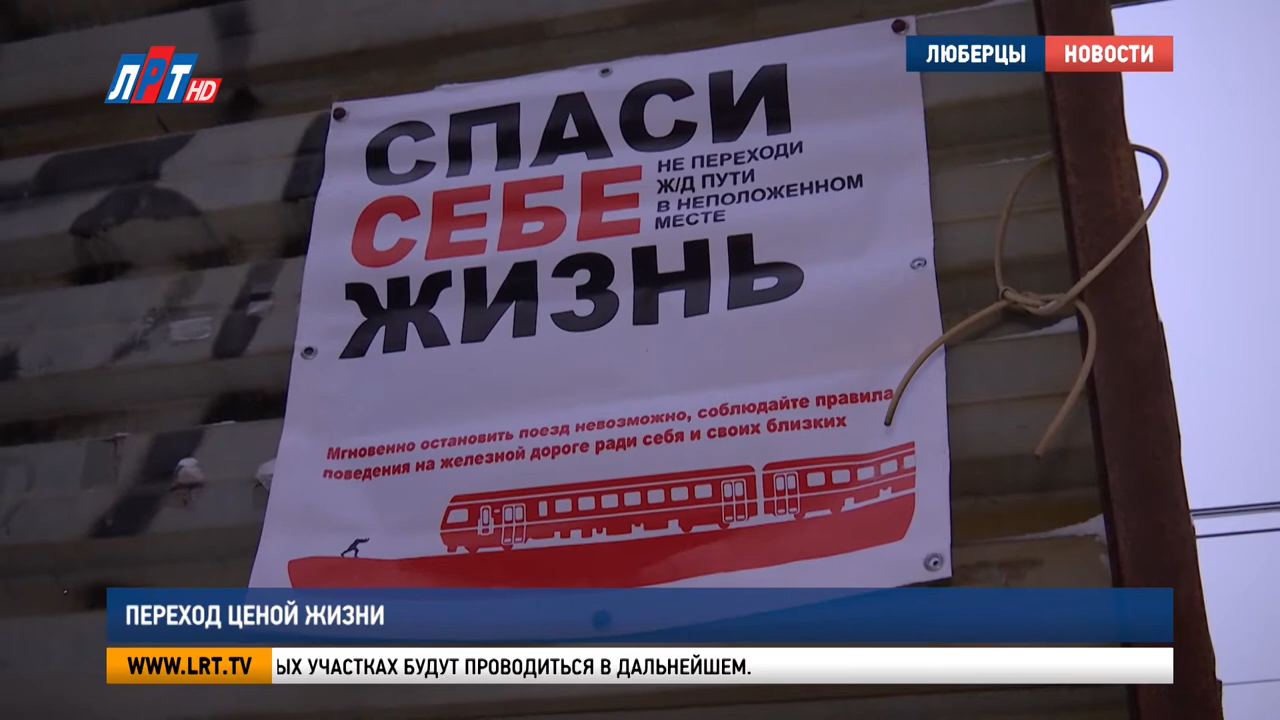 ЛРТ HD
ЛЮБЕРЦЫ НОВОСТИ
СПАСИ
СЕБЕ
ЖИЗНЬ
НЕ ПЕРЕХОДИ
Ж/Д ПУТИ
В НЕПОЛОЖЕННОМ
МЕСТЕ
Мгновенно остановить поезд невозможно, соблюдайте правила
поведения на железной дороге ради себя и своих близких
ПЕРЕХОД ЦЕНОЙ ЖИЗНИ
WWW.LRT.TV ЫХ УЧАСТКАХ БУДУТ ПРОВОДИТЬСЯ В ДАЛЬНЕЙШЕМ.